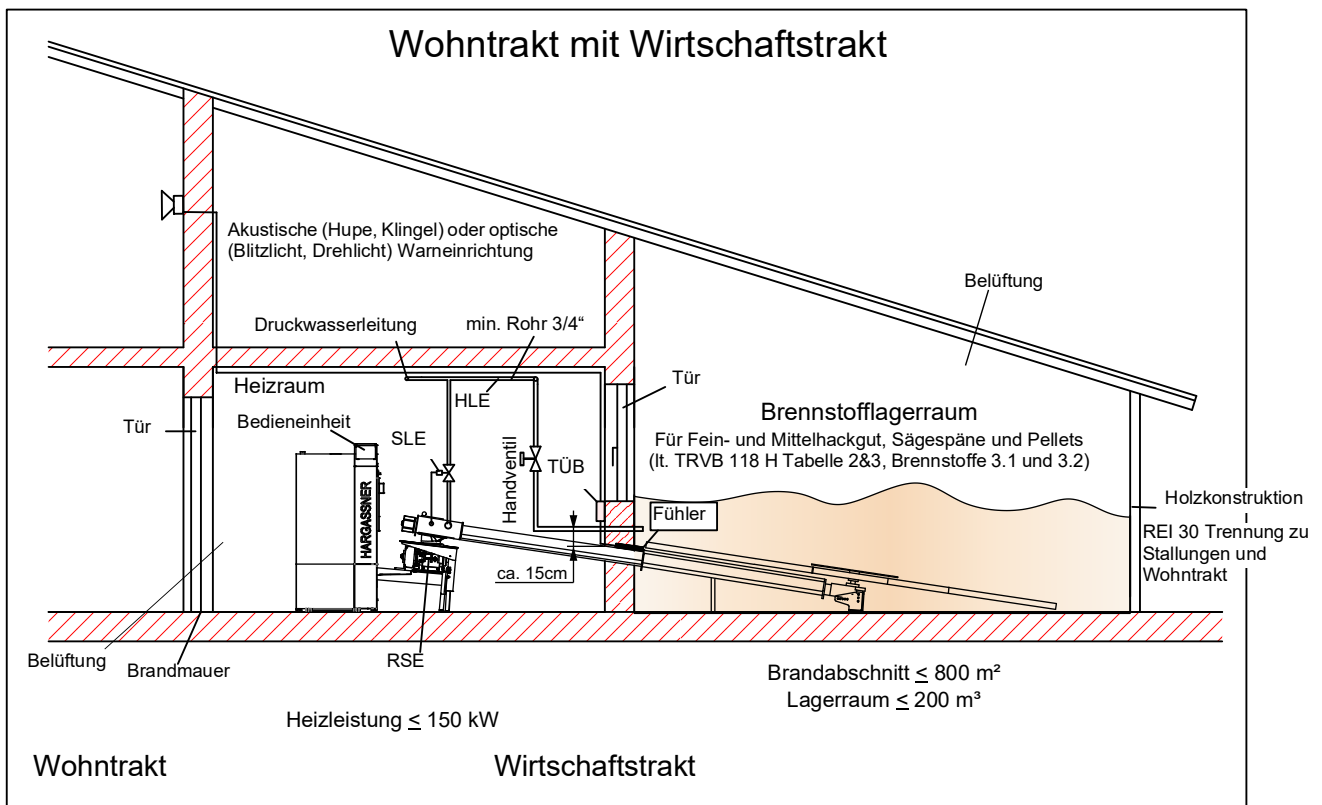 Wohntrakt mit Wirtschaftstrakt
Akustische (Hupe, Klingel) oder optische
(Blitzlicht, Drehlicht) Warneinrichtung
Belüftung
Druckwasserleitung
min. Rohr 3/4“
Heizraum
HLE
Tür
Tür
Bedieneinheit
SLE
Handventil
TÜB
Brennstofflagerraum
Für Fein- und Mittelhackgut, Sägespäne und Pellets
(lt. TRVB 118 H Tabelle 2&3, Brennstoffe 3.1 und 3.2)
Fühler
HARGASSNER
ca. 15cm
Holzkonstruktion
REI 30 Trennung zu
Stallungen und
Wohntrakt
Belüftung
Brandmauer
RSE
Brandabschnitt ≤ 800 m²
Lagerraum ≤ 200 m³
Heizleistung ≤ 150 kW
Wohntrakt
Wirtschaftstrakt